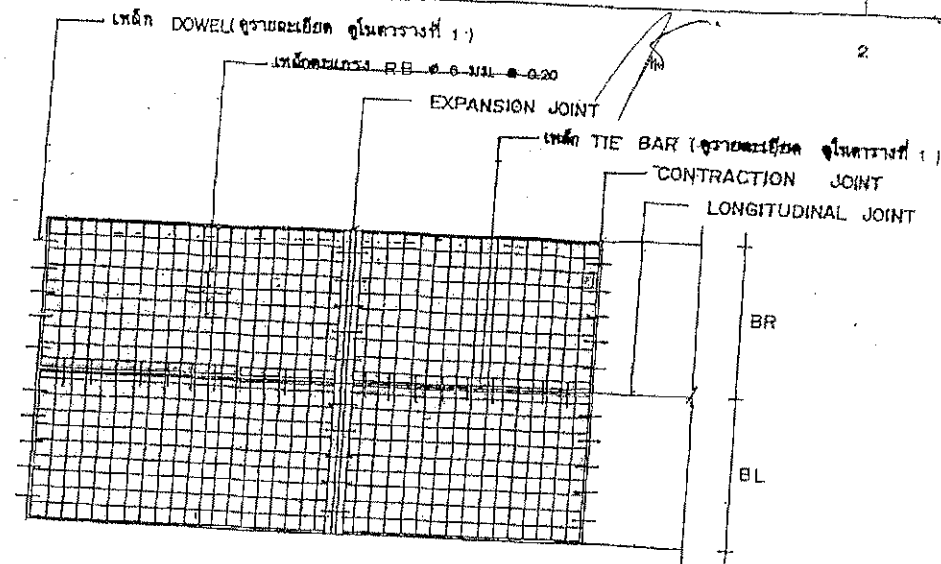 2
เหล็ก DOWEL(ดูรายละเอียด ดูในตารางที่ 1)
เหล็กตะแกรง RB ø 6 มม @ 0.20
EXPANSION JOINT
เหล็ก TIE BAR (ดูรายละเอียด ดูในตารางที่ 1)
CONTRACTION JOINT
LONGITUDINAL JOINT
BR
BL